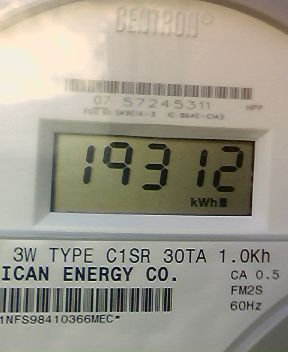 CENTRON®
07 57245311
19312
kWh
3W TYPE C1SR 30TA 1.0Kh
ICAN ENERGY CO.
CA 0.5
FM2S
60Hz
1NFS98410366MEC*